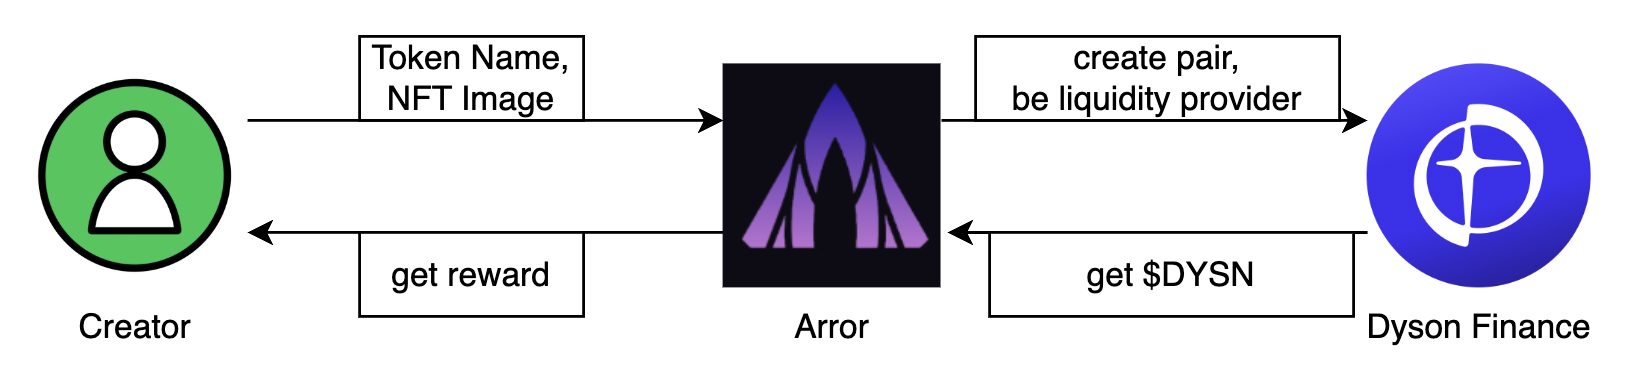 Token Name,
NFT Image
create pair,
be liquidity provider
get reward
get $DYSN
Creator
Arror
Dyson Finance